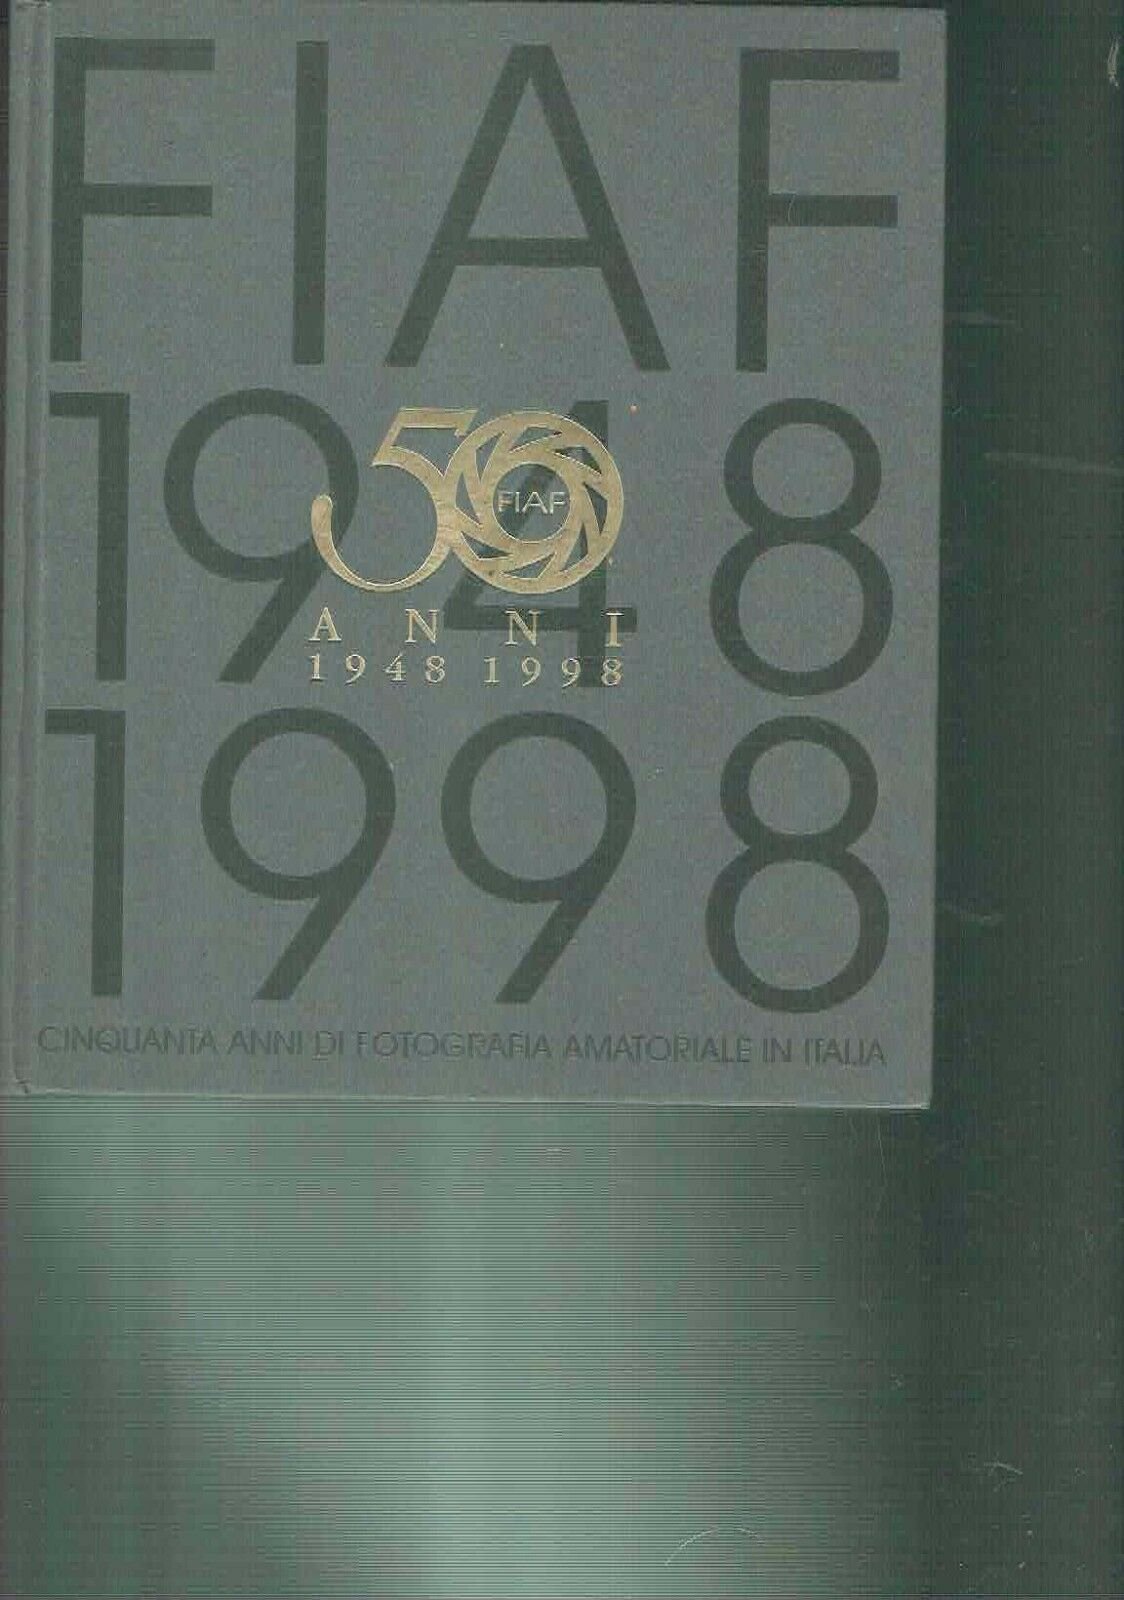 FIAF
1948
50
FIAF
ANNI
1948 1998
1998
CINQUANTA ANNI DI FOTOGRAFIA AMATORIALE IN ITALIA